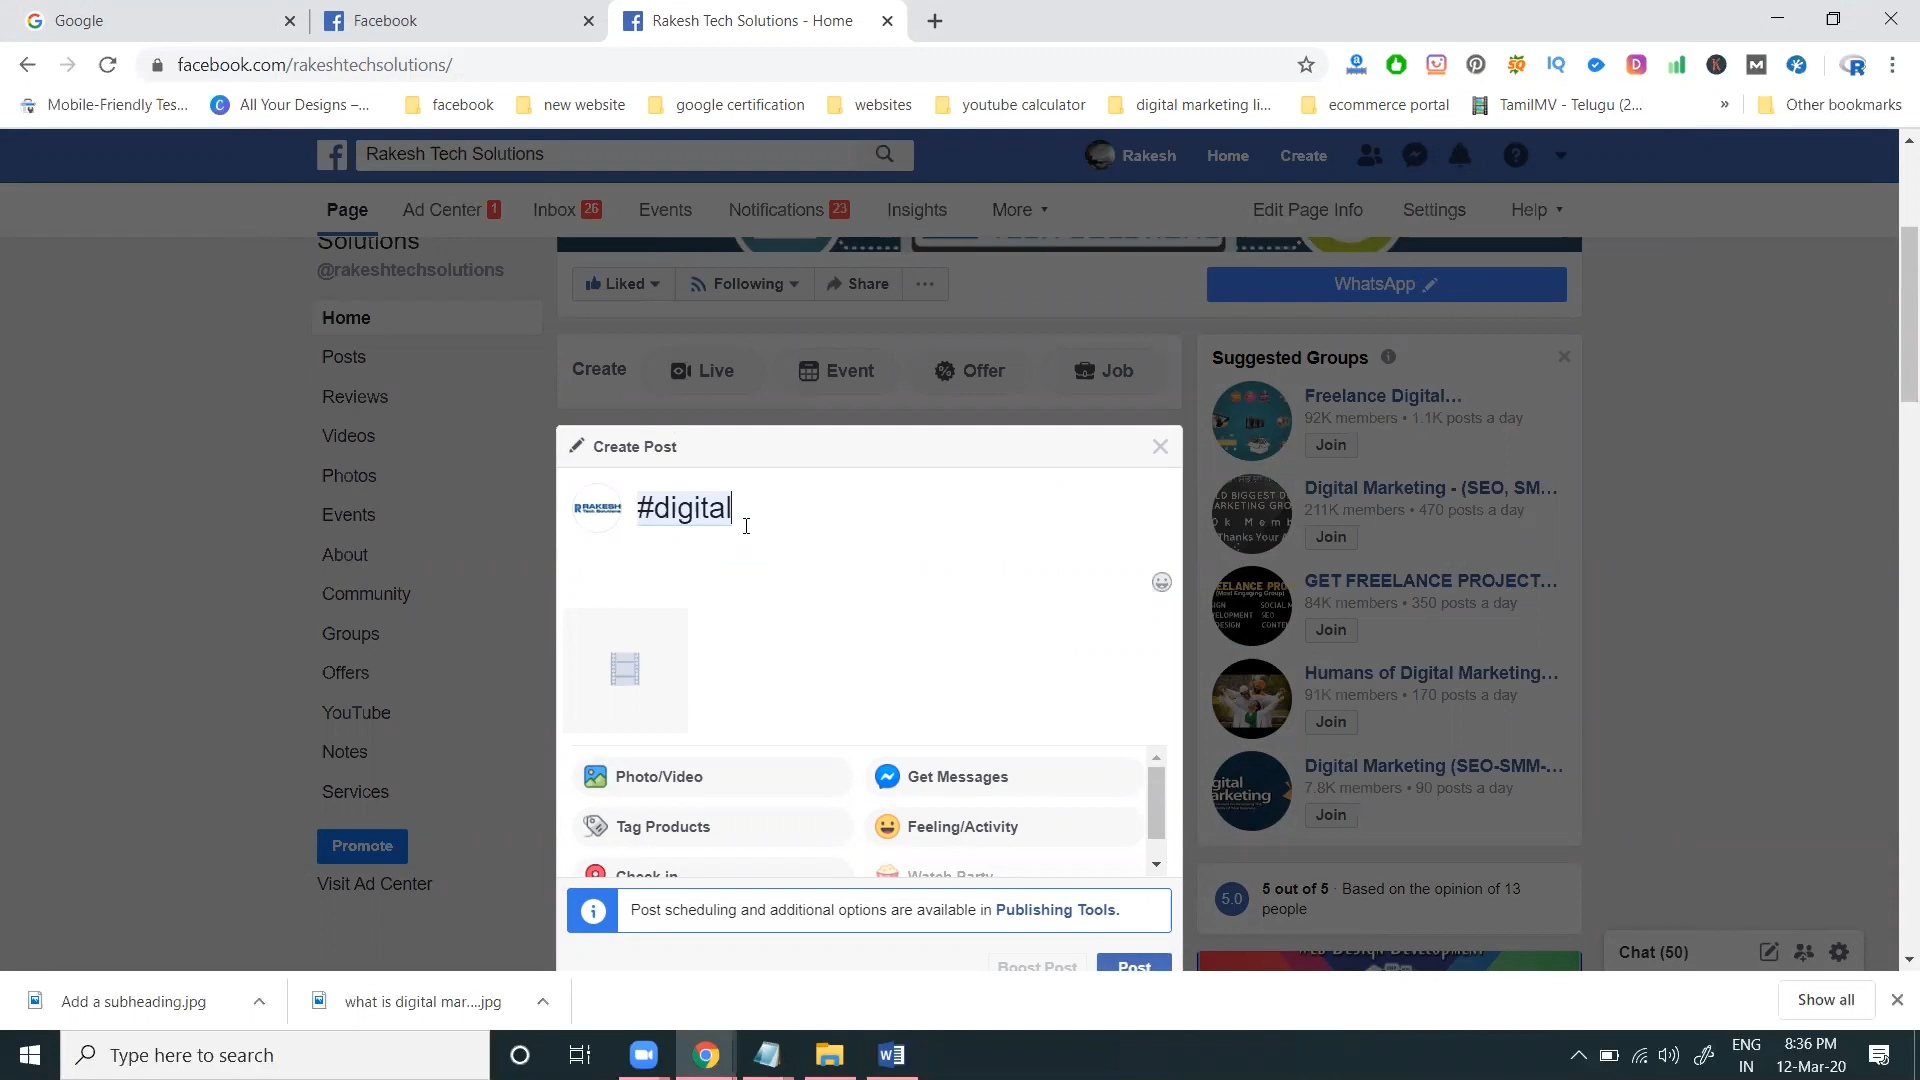 Google
Facebook
Rakesh Tech Solutions - Home
facebook.com/rakeshtechsolutions/
Mobile-Friendly Tes...
All Your Designs –...
facebook
new website
google certification
websites
youtube calculator
digital marketing li...
ecommerce portal
TamilMV - Telugu (2...
»
Other bookmarks
Rakesh Tech Solutions
Rakesh
Home
Create
Page
Ad Center 1
Inbox 26
Events
Notifications 23
Insights
More
Edit Page Info
Settings
Help
Solutions
@rakeshtechsolutions
Home
Posts
Reviews
Videos
Photos
Events
About
Community
Groups
Offers
YouTube
Notes
Services
Promote
Visit Ad Center
Liked
Following
Share
...
WhatsApp
Create
Live
Event
Offer
Job
Create Post
RAKESH
Tech Solutions
#digital
Photo/Video
Get Messages
Tag Products
Feeling/Activity
Check in
Watch Party
Post scheduling and additional options are available in Publishing Tools.
Boost Post
Post
Suggested Groups
Freelance Digital...
92K members • 1.1K posts a day
Join
Digital Marketing - (SEO, SM...
211K members • 470 posts a day
Join
GET FREELANCE PROJECT...
84K members • 350 posts a day
Join
Humans of Digital Marketing...
91K members • 170 posts a day
Join
Digital Marketing (SEO-SMM-...
7.8K members • 90 posts a day
Join
5.0
5 out of 5 · Based on the opinion of 13
people
Chat (50)
Add a subheading.jpg
what is digital mar....jpg
Show all
Type here to search
ENG
IN
8:36 PM
12-Mar-20